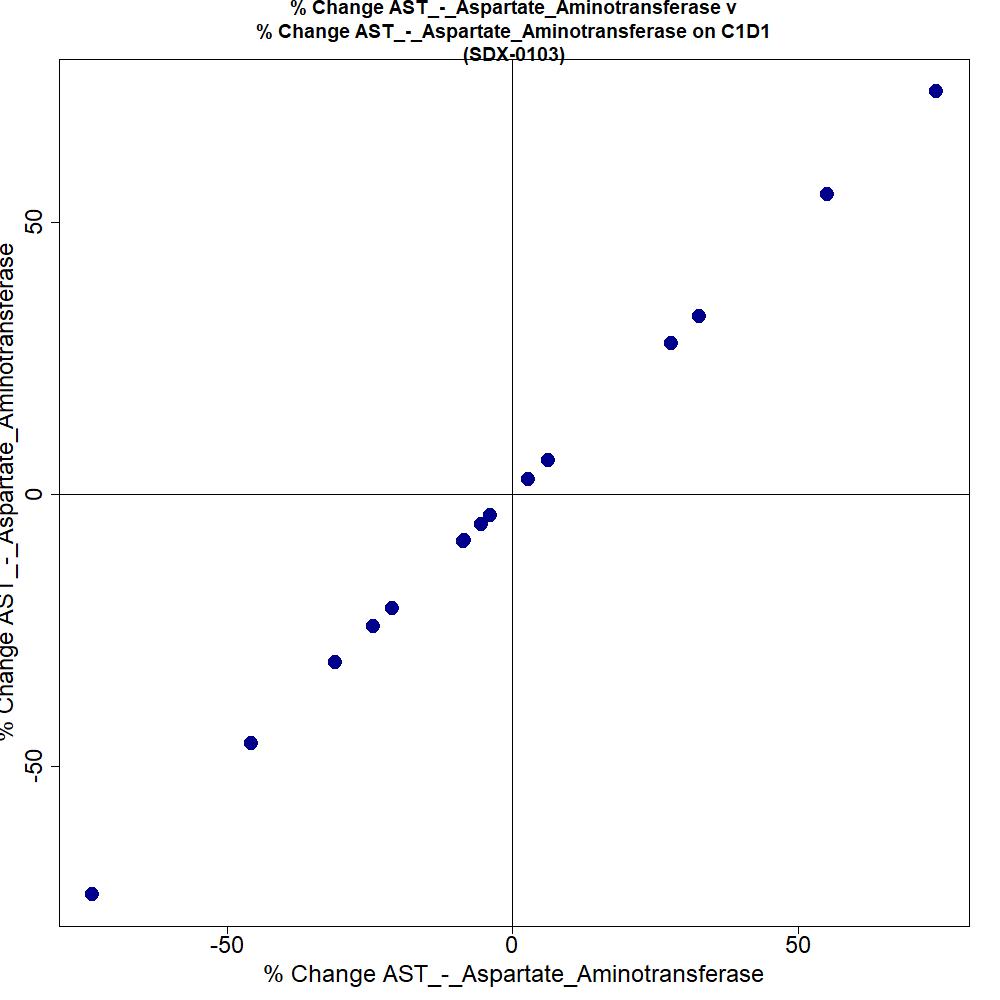 % Change AST_-_Aspartate_Aminotransferase v
% Change AST_-_Aspartate_Aminotransferase on C1D1
(SDX-0103)
% Change AST_-_Aspartate_Aminotransferase
50
0
-50
-50
0
50
% Change AST_-_Aspartate_Aminotransferase